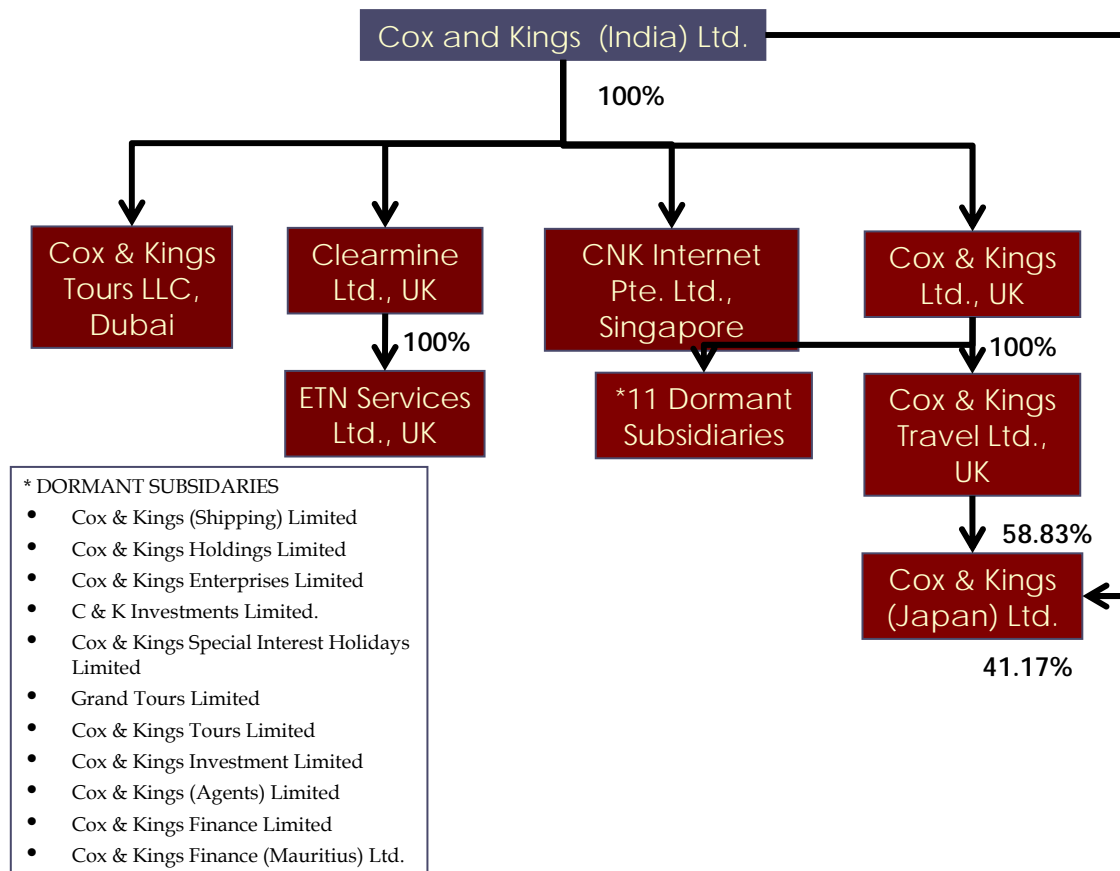 Cox and Kings (India) Ltd.
100%
Cox & Kings
Tours LLC,
Dubai
Clearmine
Ltd., UK
CNK Internet
Pte. Ltd.,
Singapore
Cox & Kings
Ltd., UK
100%
100%
ETN Services
Ltd., UK
*11 Dormant
Subsidiaries
Cox & Kings
Travel Ltd.,
UK
58.83%
Cox & Kings
(Japan) Ltd.
41.17%
* DORMANT SUBSIDARIES
• Cox & Kings (Shipping) Limited
• Cox & Kings Holdings Limited
• Cox & Kings Enterprises Limited
• C & K Investments Limited.
• Cox & Kings Special Interest Holidays
Limited
• Grand Tours Limited
• Cox & Kings Tours Limited
• Cox & Kings Investment Limited
• Cox & Kings (Agents) Limited
• Cox & Kings Finance Limited
• Cox & Kings Finance (Mauritius) Ltd.